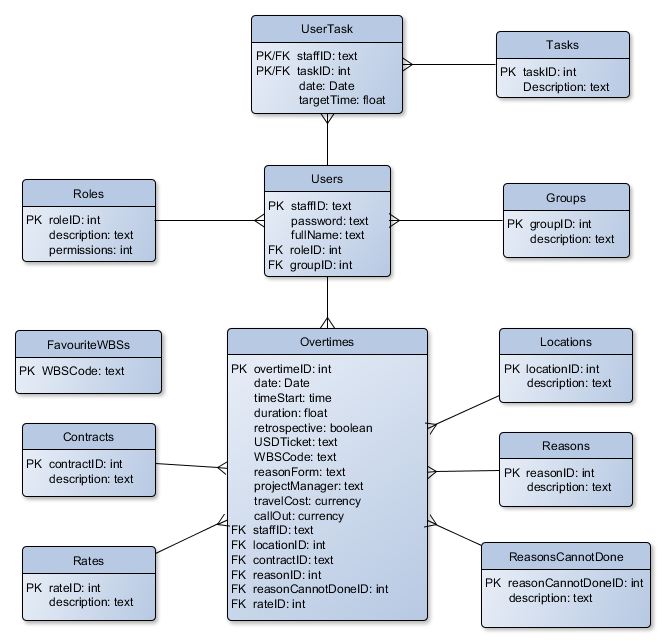 UserTask
PK/FK staffID: text
PK/FK taskID: int
date: Date
targetTime: float
Tasks
PK taskID: int
Description: text
Roles
PK roleID: int
description: text
permissions: int
Users
PK staffID: text
password: text
fullName: text
FK roleID: int
FK groupID: int
Groups
PK groupID: int
description: text
FavouriteWBSs
PK WBSCode: text
Overtimes
PK overtimeID: int
date: Date
timeStart: time
duration: float
retrospective: boolean
USDTicket: text
WBSCode: text
reasonForm: text
projectManager: text
travelCost: currency
callOut: currency
FK staffID: text
FK locationID: int
FK contractID: text
FK reasonID: int
FK reasonCannotDoneID: int
FK rateID: int
Locations
PK locationID: int
description: text
Contracts
PK contractID: int
description: text
Reasons
PK reasonID: int
description: text
Rates
PK rateID: int
description: text
ReasonsCannotDone
PK reasonCannotDoneID: int
description: text